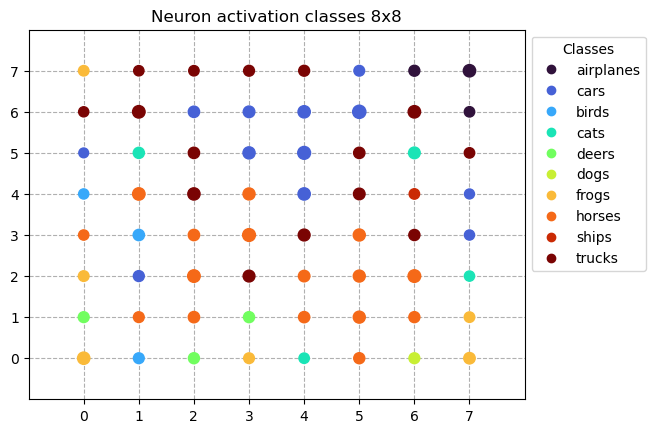 Neuron activation classes 8x8
7
6
5
4
3
2
1
0
0 1 2 3 4 5 6 7
Classes
airplanes
cars
birds
cats
deers
dogs
frogs
horses
ships
trucks